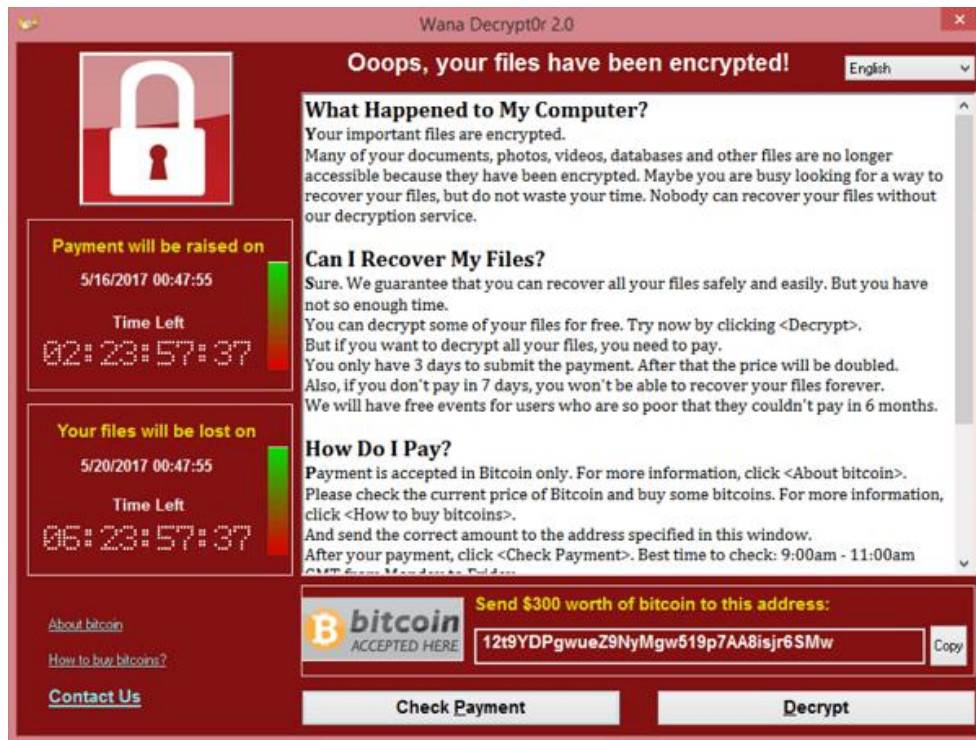 Wana Decrypt0r 2.0
Ooops, your files have been encrypted!
English
Payment will be raised on
5/16/2017 00:47:55
Time Left
02:23:57:37
Your files will be lost on
5/20/2017 00:47:55
Time Left
06:23:57:37
About bitcoin
How to buy bitcoins?
Contact Us
What Happened to My Computer?
Your important files are encrypted.
Many of your documents, photos, videos, databases and other files are no longer
accessible because they have been encrypted. Maybe you are busy looking for a way to
recover your files, but do not waste your time. Nobody can recover your files without
our decryption service.
Can I Recover My Files?
Sure. We guarantee that you can recover all your files safely and easily. But you have
not so enough time.
You can decrypt some of your files for free. Try now by clicking <Decrypt>.
But if you want to decrypt all your files, you need to pay.
You only have 3 days to submit the payment. After that the price will be doubled.
Also, if you don't pay in 7 days, you won't be able to recover your files forever.
We will have free events for users who are so poor that they couldn't pay in 6 months.
How Do I Pay?
Payment is accepted in Bitcoin only. For more information, click <About bitcoin>.
Please check the current price of Bitcoin and buy some bitcoins. For more information,
click <How to buy bitcoins>.
And send the correct amount to the address specified in this window.
After your payment, click <Check Payment>. Best time to check: 9:00am - 11:00am
GMT from Monday to Friday
bitcoin
ACCEPTED HERE
Send $300 worth of bitcoin to this address:
12t9YDPgwueZ9NyMgw519p7AA8isjr6SMw
Copy
Check Payment
Decrypt